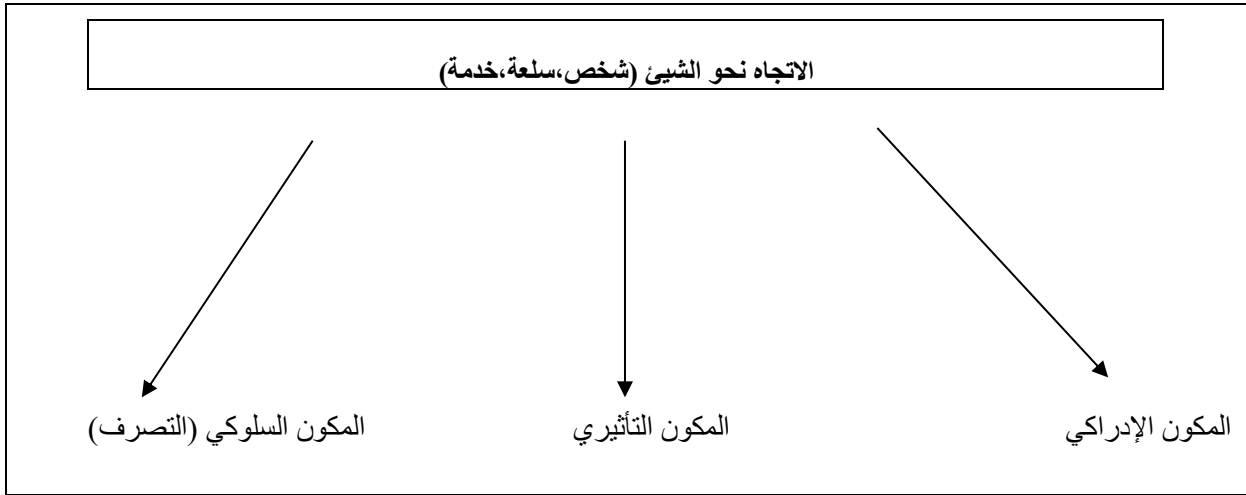 الاتجاه نحو الشيئ (شخص،سلعة،خدمة)
المكون الإدراكي
المكون التأثيري
المكون السلوكي (التصرف)